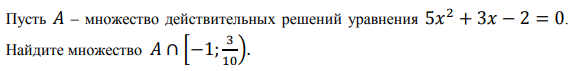 Пусть A – множество действительных решений уравнения 5x² + 3x − 2 = 0.
Найдите множество A ∩ [−1; 3/10).